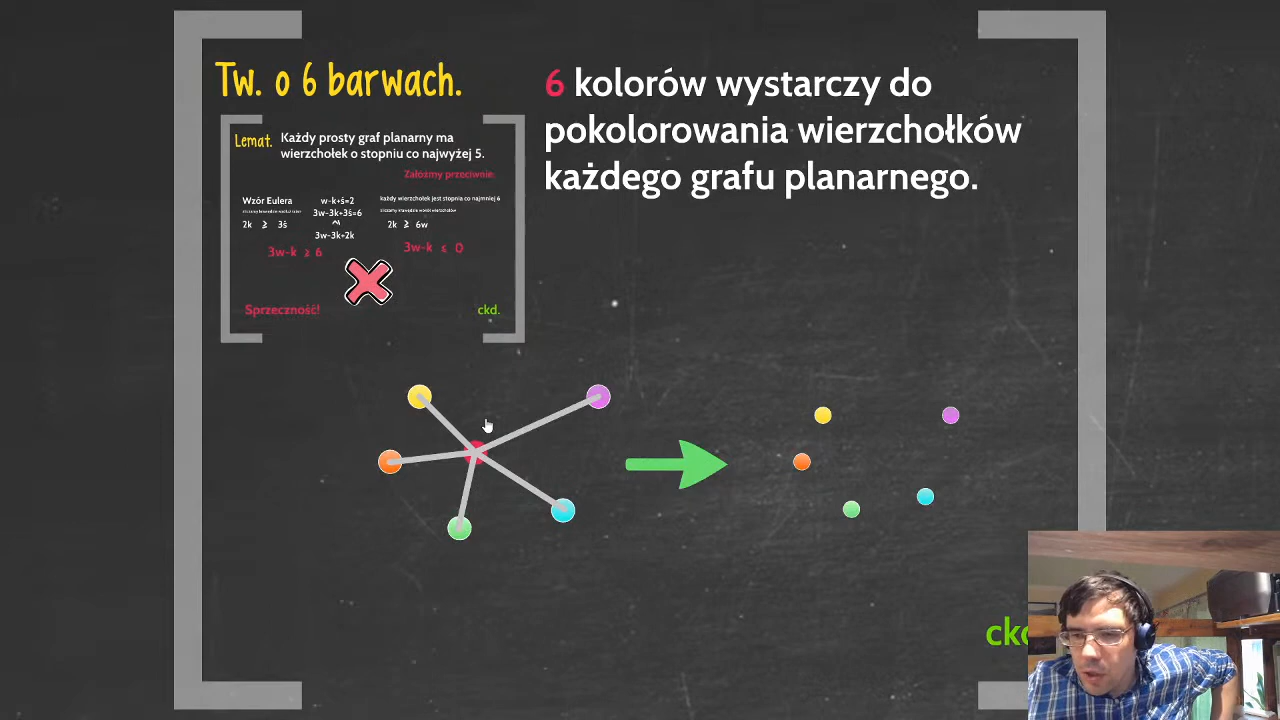 Tw. o 6 barwach.
6 kolorów wystarczy do
pokolorowania wierzchołków
każdego grafu planarnego.
Lemat.
Każdy prosty graf planarny ma
wierzchołek o stopniu co najwyżej 5.
Załóżmy przeciwnie:
Wzór Eulera
2k ≥ 3ś
3w-k ≥ 6
w-k+ś=2
3w-3k+3ś=6
3w-3k+2k
każdy wierzchołek jest stopnia co najmniej 6
2k ≥ 6w
3w-k ≤ 0
Sprzeczność!
ckd.
ckd